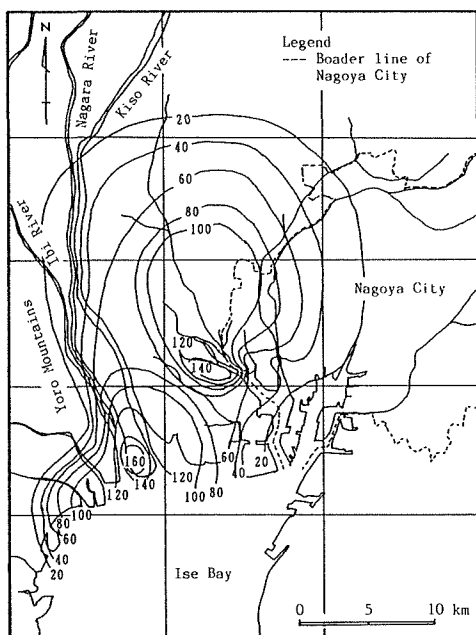 N
Legend
--- Boader line of
Nagoya City
Nagara River
Kiso River
Ibi River
Yoro Mountains
20
40
60
80
100
Nagoya City
120
140
160
140
120
120
100
80
60
40
20
100
80
60
40
20
Ise Bay
0 5 10 km